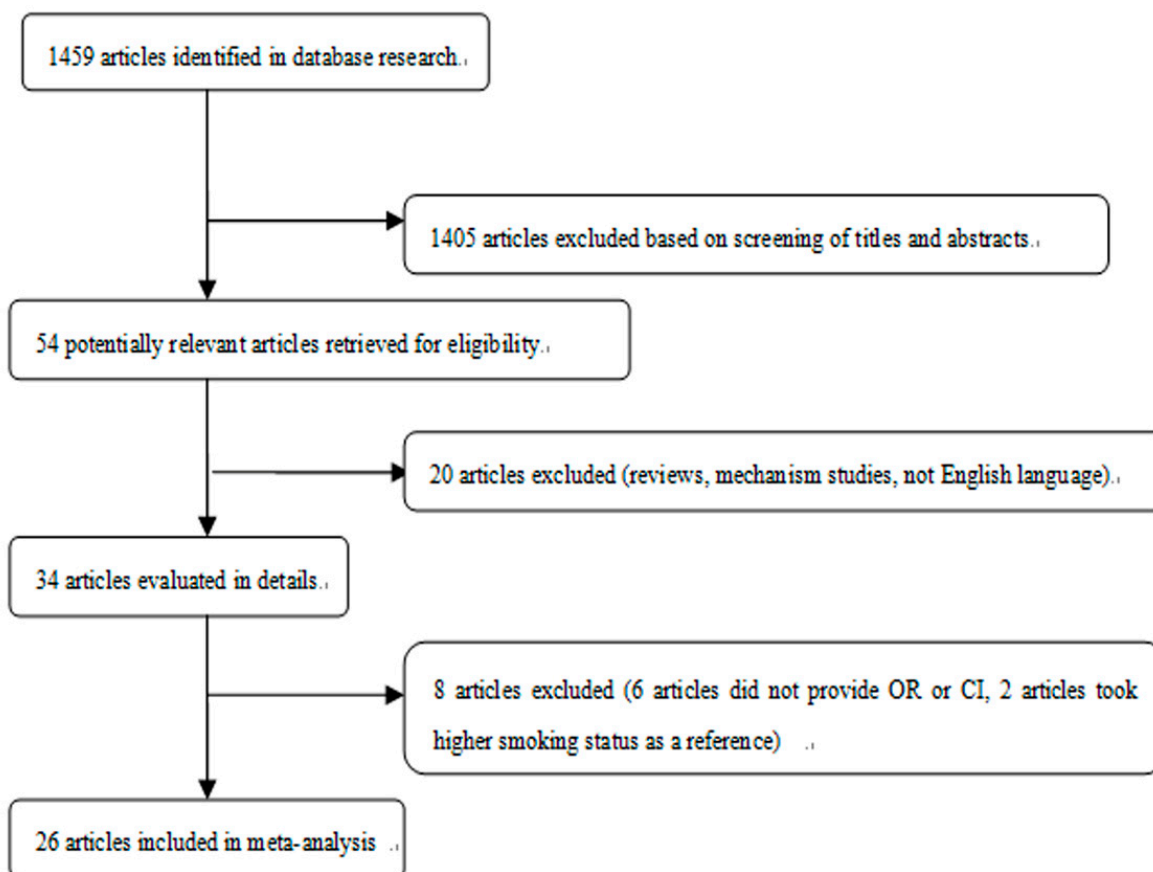 1459 articles identified in database research.
1405 articles excluded based on screening of titles and abstracts.
54 potentially relevant articles retrieved for eligibility.
20 articles excluded (reviews, mechanism studies, not English language).
34 articles evaluated in details.
8 articles excluded (6 articles did not provide OR or CI, 2 articles took
higher smoking status as a reference)
26 articles included in meta-analysis